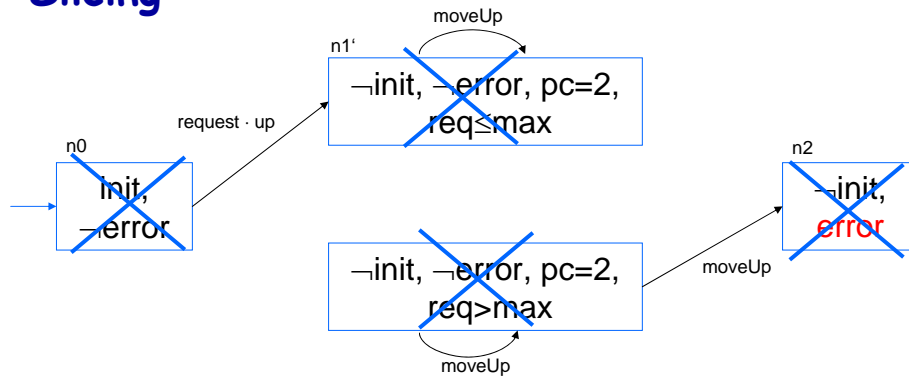 Slicing
moveUp
n1‘
¬init, ¬error, pc=2,
req≤max
request · up
n0
init,
¬error
n2
¬init,
error
¬init, ¬error, pc=2,
req>max
moveUp
moveUp